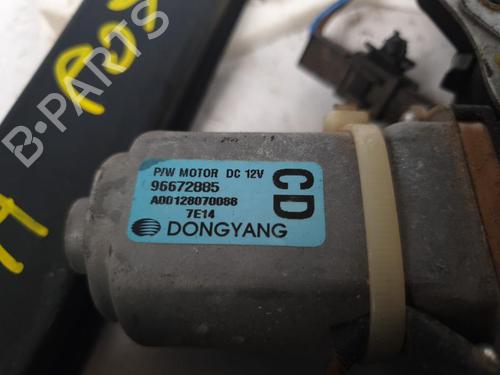 P/W MOTOR DC 12V
96672885
A00128070088
7E14
CD
DONGYANG
B-PARTS